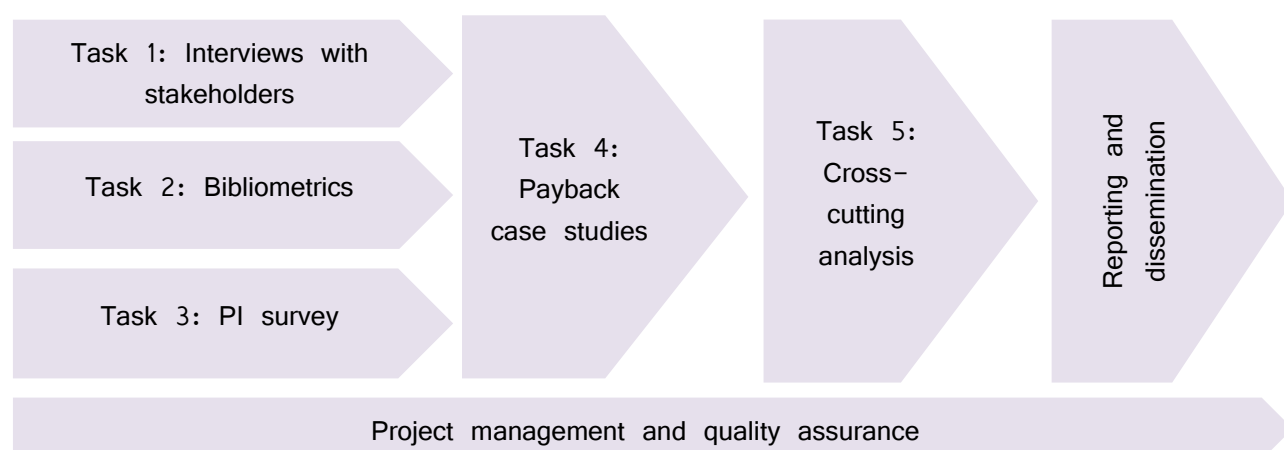 Task 1: Interviews with
stakeholders
Task 2: Bibliometrics
Task 3: PI survey
Task 4:
Payback
case studies
Task 5:
Cross-
cutting
analysis
Reporting and
dissemination
Project management and quality assurance